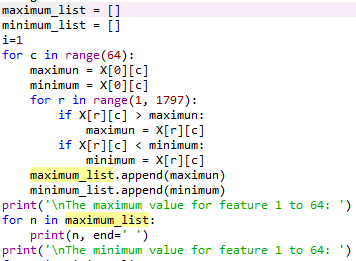 maximum_list = []
minimum_list = []
i=1
for c in range(64):
    maximun = X[0][c]
    minimum = X[0][c]
    for r in range(1, 1797):
        if X[r][c] > maximun:
            maximun = X[r][c]
        if X[r][c] < minimum:
            minimum = X[r][c]
    maximum_list.append(maximun)
    minimum_list.append(minimum)
print('\nThe maximum value for feature 1 to 64: ')
for n in maximum_list:
    print(n, end=' ')
print('\nThe minimum value for feature 1 to 64: ')